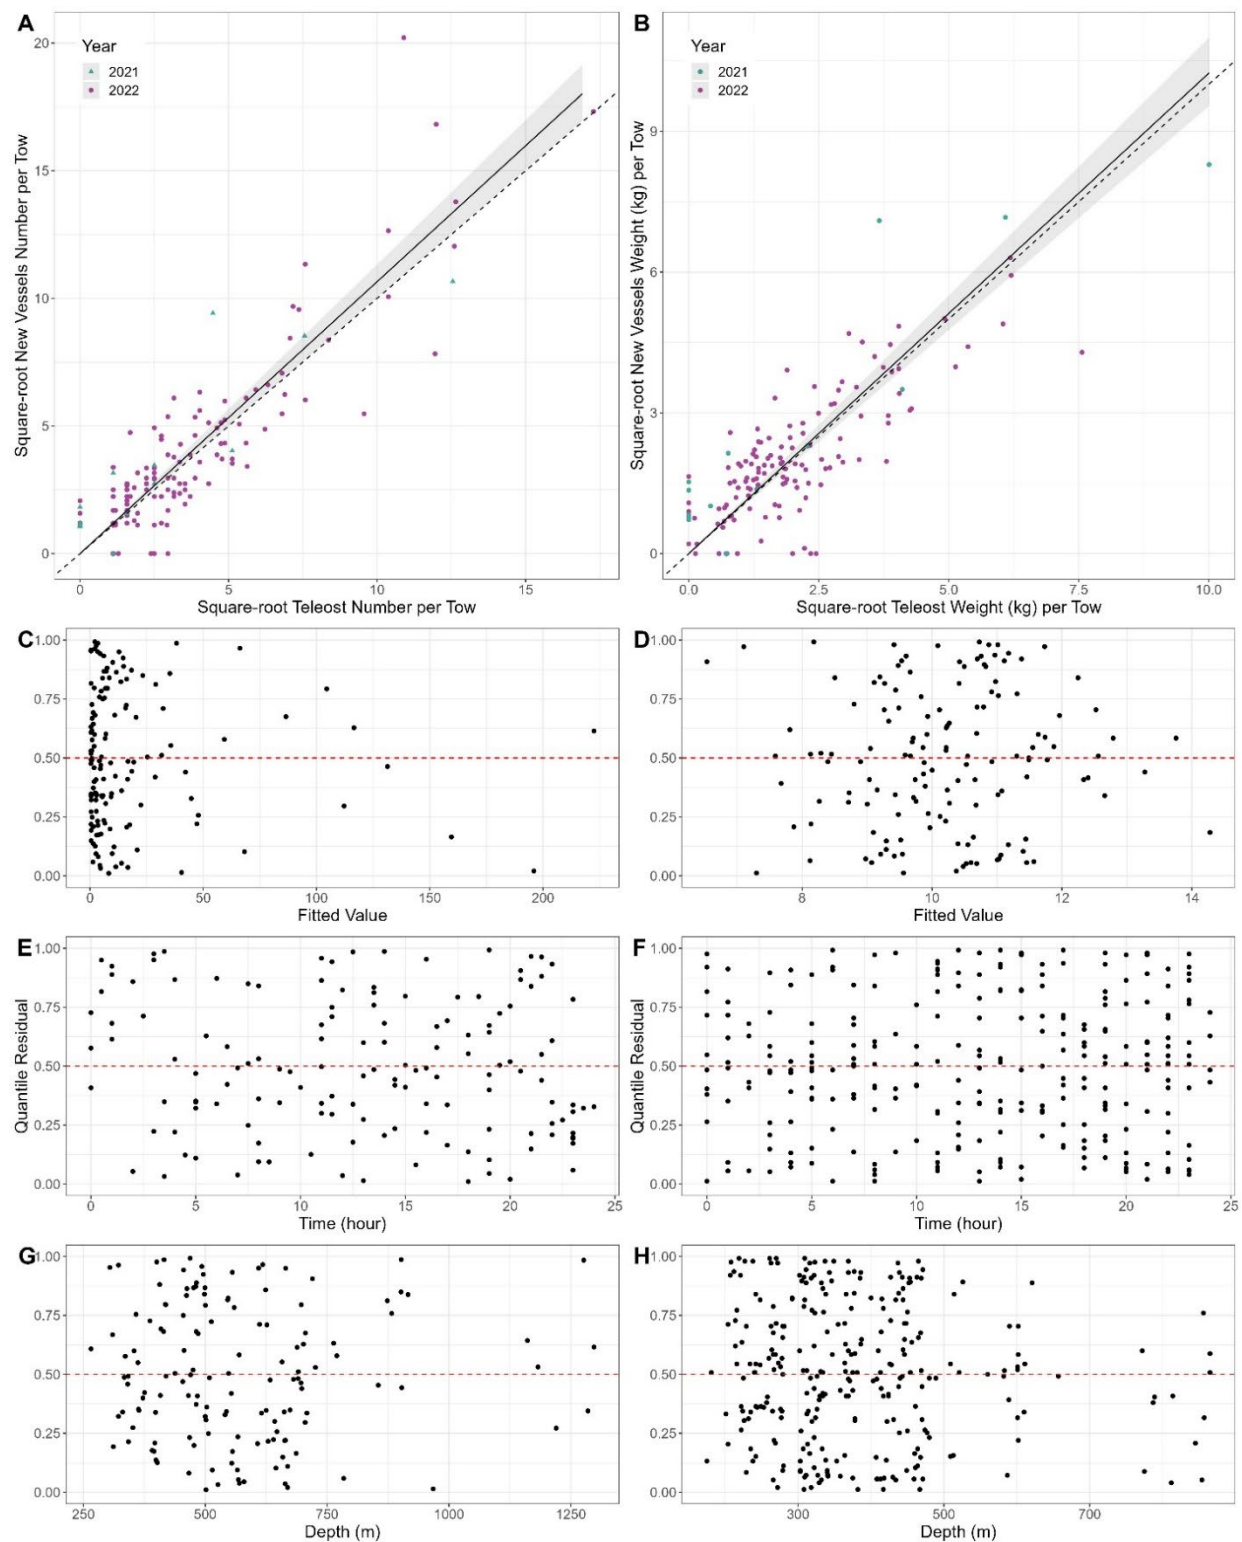 A
Year
2021
2022
20
15
10
5
0
Square-root New Vessels Number per Tow
0 5 10 15
Square-root Teleost Number per Tow
B
Year
2021
2022
9
6
3
0
Square-root New Vessels Weight (kg) per Tow
0.0 2.5 5.0 7.5 10.0
Square-root Teleost Weight (kg) per Tow
C
1.00
0.75
0.50
0.25
0.00
0 50 100 150 200
Fitted Value
D
1.00
0.75
0.50
0.25
0.00
8 10 12 14
Fitted Value
E
1.00
0.75
0.50
0.25
0.00
Quantile Residual
0 5 10 15 20 25
Time (hour)
F
1.00
0.75
0.50
0.25
0.00
Quantile Residual
0 5 10 15 20 25
Time (hour)
G
1.00
0.75
0.50
0.25
0.00
250 500 750 1000 1250
Depth (m)
H
1.00
0.75
0.50
0.25
0.00
300 500 700
Depth (m)